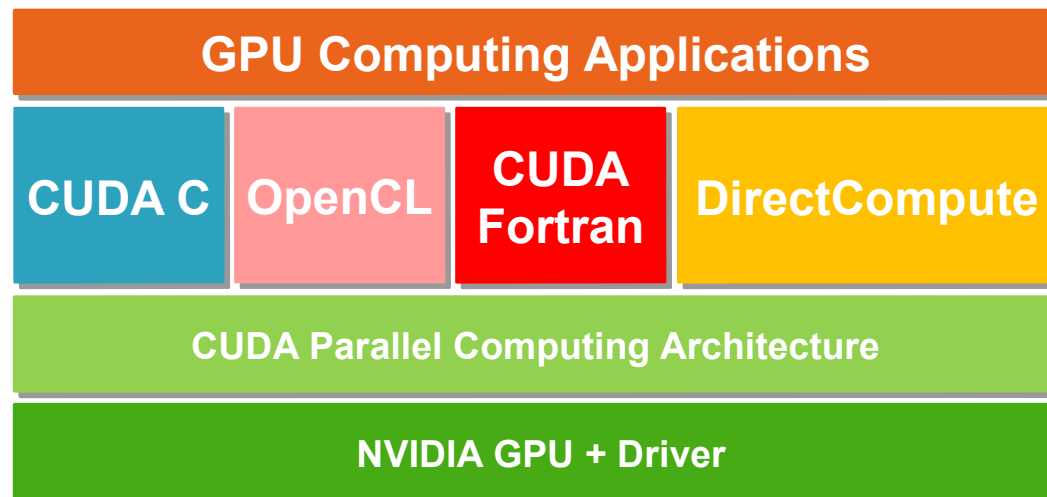 GPU Computing Applications
CUDA C
OpenCL
CUDA
Fortran
DirectCompute
CUDA Parallel Computing Architecture
NVIDIA GPU + Driver